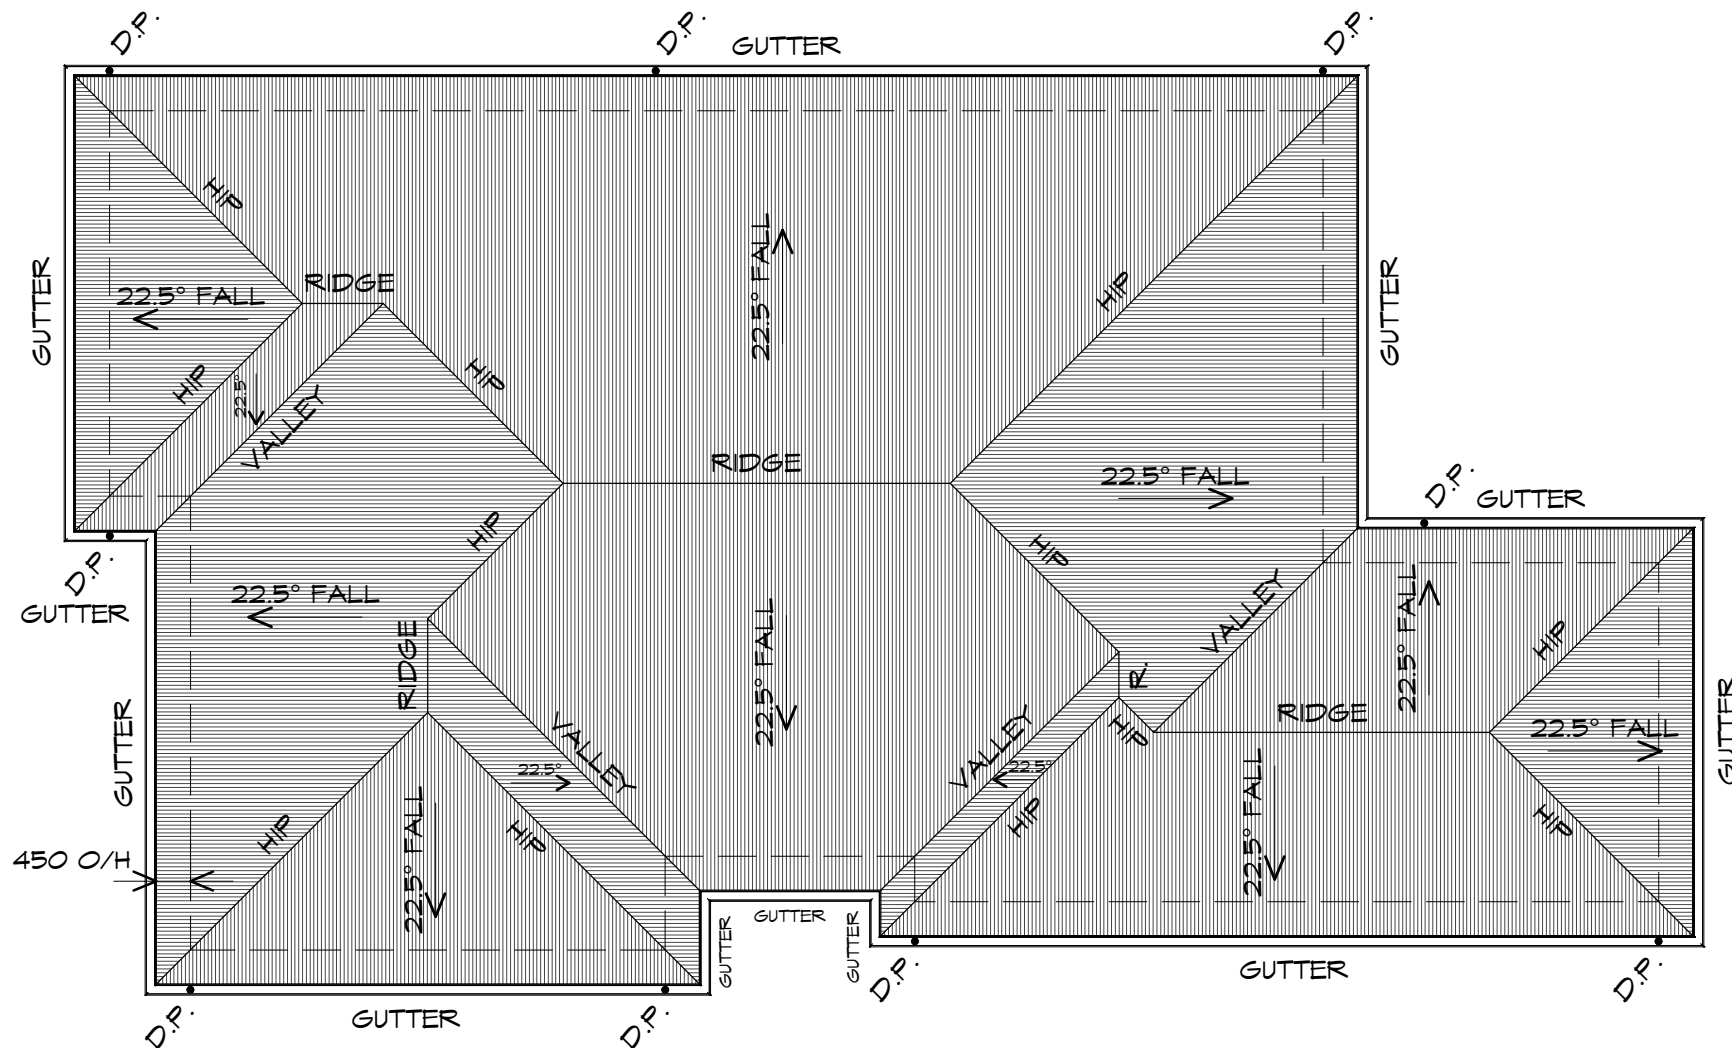 D.P.
D.P.
GUTTER
D.P.
HIP
22.5° FALL
RIDGE
22.5° FALL
HIP
GUTTER
GUTTER
HIP
22.5°
VALLEY
HIP
RIDGE
22.5° FALL
D.P.
GUTTER
HIP
HIP
D.P.
GUTTER
22.5° FALL
VALLEY
22.5° FALL
HIP
RIDGE
22.5° FALL
R.
RIDGE
HIP
22.5° FALL
GUTTER
GUTTER
VALLEY
22.5°
VALLEY
22.5°
HIP
22.5° FALL
HIP
HIP
22.5° FALL
HIP
450 O/H
GUTTER
GUTTER
GUTTER
D.P.
GUTTER
D.P.
D.P.
GUTTER
D.P.